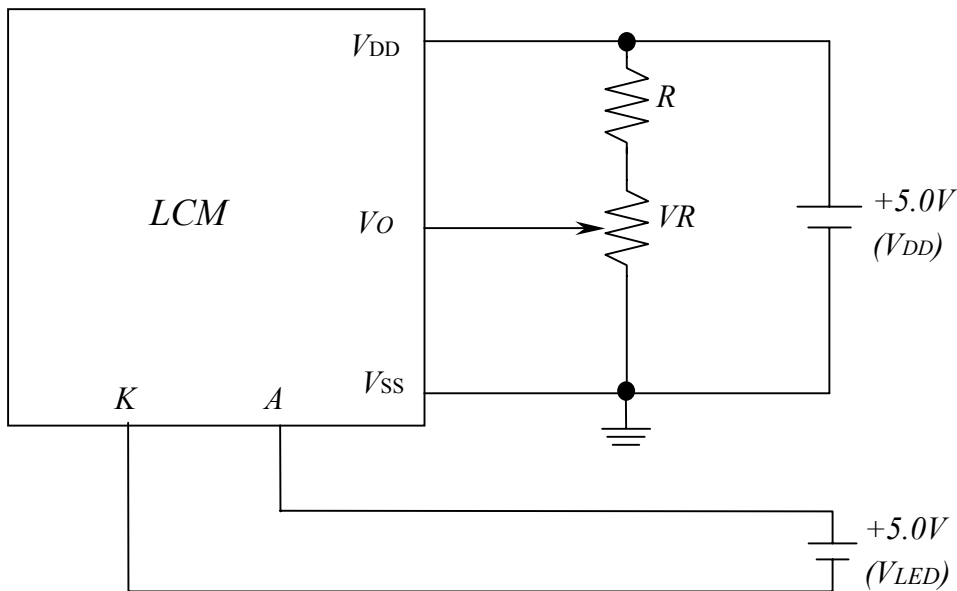 VDD
R
LCM
VO
VR
+5.0V
(VDD)
VSS
K
A
+5.0V
(VLED)